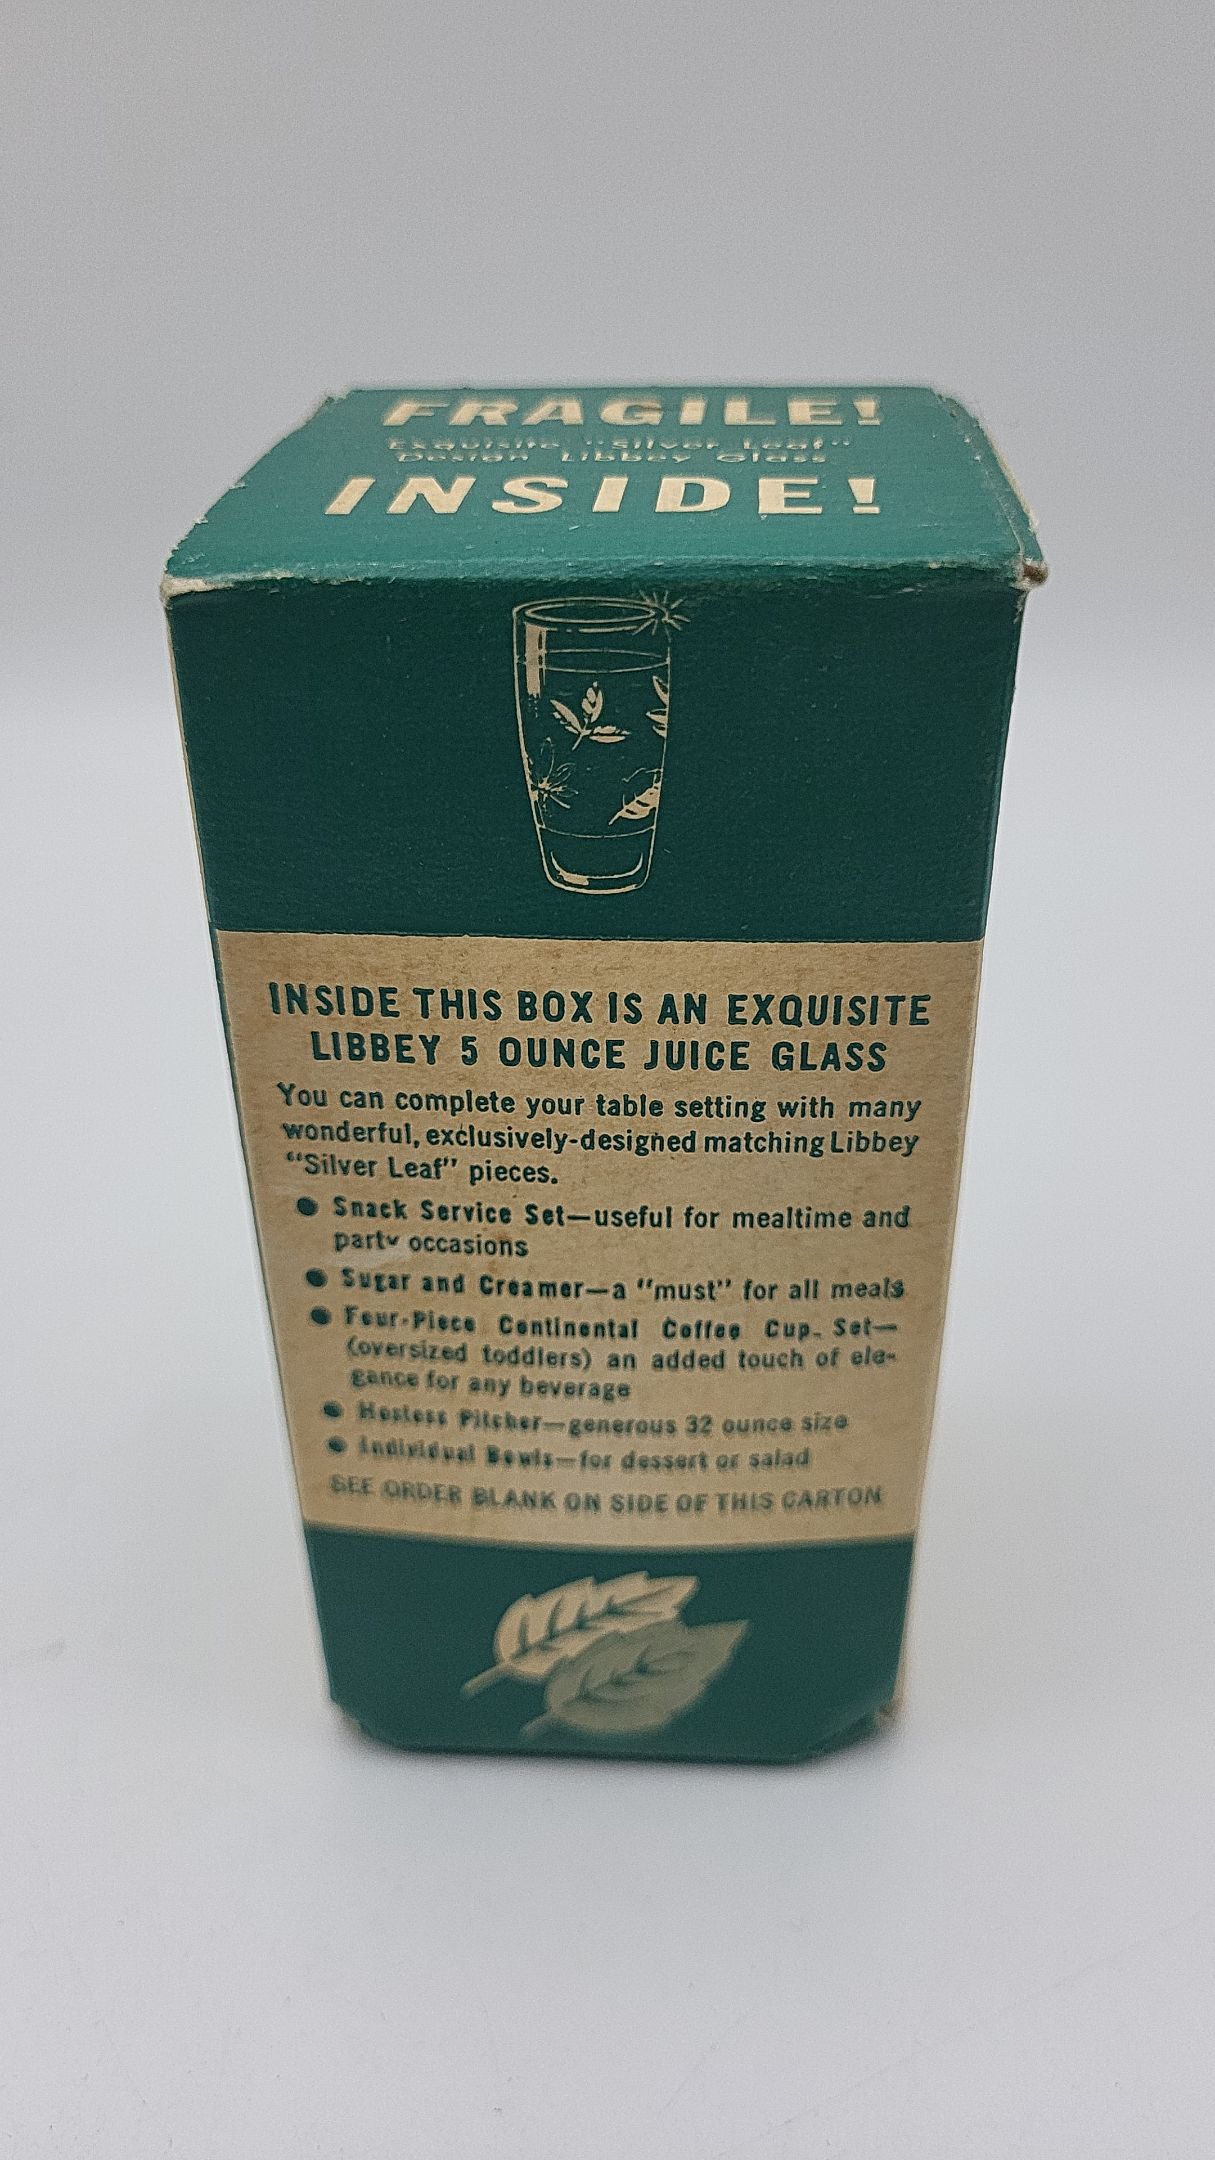 FRAGILE!
Exquisite "Silver Leaf"
Design Libbey Glass
INSIDE!
INSIDE THIS BOX IS AN EXQUISITE
LIBBEY 5 OUNCE JUICE GLASS
You can complete your table setting with many
wonderful, exclusively-designed matching Libbey
"Silver Leaf" pieces.
● Snack Service Set—useful for mealtime and
party occasions
● Sugar and Creamer—a "must" for all meals
● Four-Piece Continental Coffee Cup Set—
(oversized toddlers) an added touch of ele-
gance for any beverage
● Hostess Pitcher—generous 32 ounce size
● Individual Bowls—for dessert or salad
SEE ORDER BLANK ON SIDE OF THIS CARTON